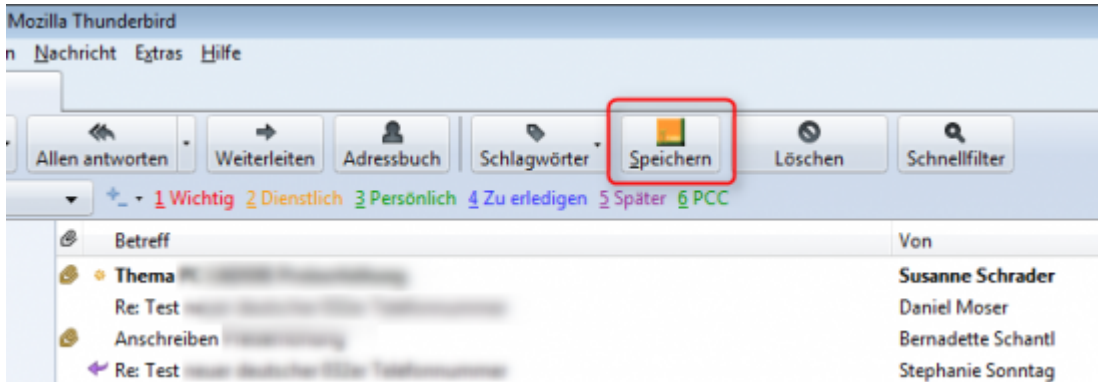 Mozilla Thunderbird
n Nachricht Extras Hilfe
Allen antworten Weiterleiten Adressbuch Schlagwörter Speichern Löschen Schnellfilter
1 Wichtig 2 Dienstlich 3 Persönlich 4 Zu erledigen 5 Später 6 PCC
Betreff Von
Thema Susanne Schrader
Re: Test Daniel Moser
Anschreiben Bernadette Schantl
Re: Test Stephanie Sonntag